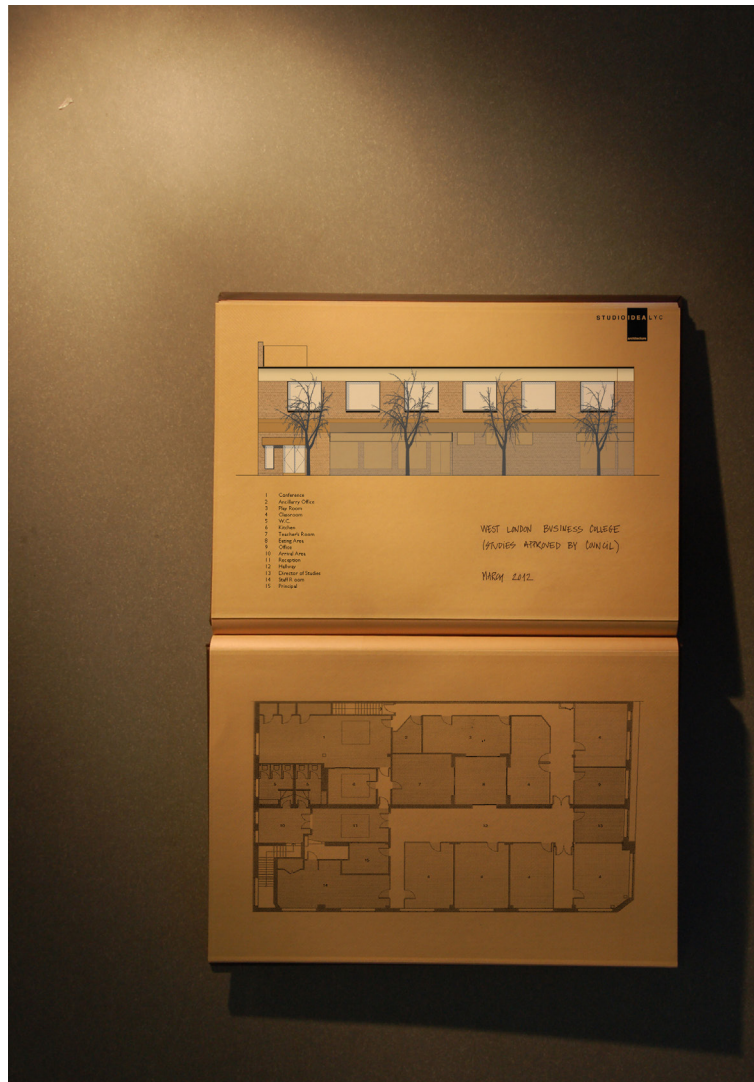 STUDIO IDEALYC
1 Conference
2 Ancillary Office
3 Play Room
4 Classroom
5 W.C.
6 Kitchen
7 Teacher's Room
8 Eating Area
9 Office
10 Arrival Area
11 Reception
12 Hallway
13 Director of Studies
14 Staff Room
15 Principal
WEST LONDON BUSINESS COLLEGE
(STUDIES APPROVED BY COUNCIL)
MARCH 2012